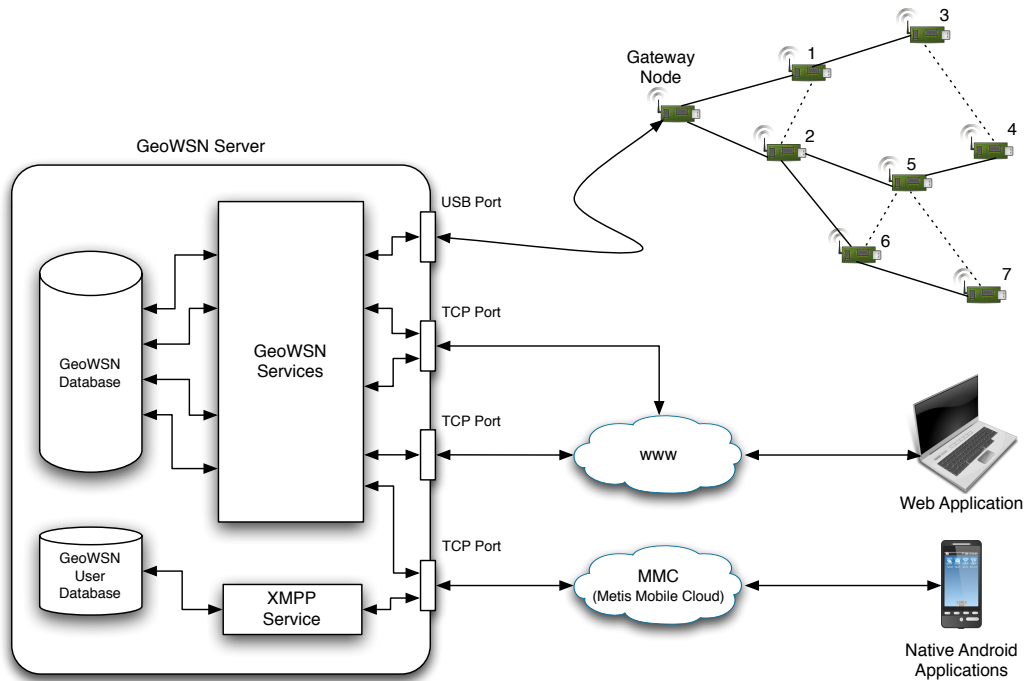 3
1
Gateway
Node
2
4
5
6
7
GeoWSN Server
USB Port
TCP Port
GeoWSN
Database
GeoWSN
Services
TCP Port
www
Web Application
TCP Port
GeoWSN
User
Database
XMPP
Service
MMC
(Metis Mobile Cloud)
Native Android
Applications